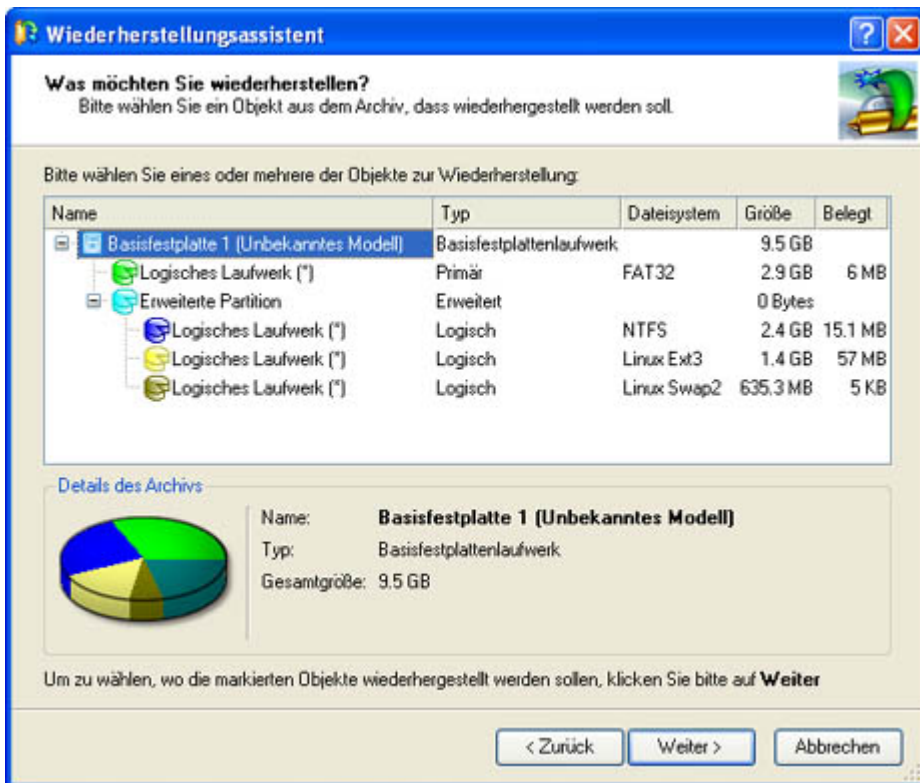 Wiederherstellungsassistent
Was möchten Sie wiederherstellen?
Bitte wählen Sie ein Objekt aus dem Archiv, dass wiederhergestellt werden soll.
Bitte wählen Sie eines oder mehrere der Objekte zur Wiederherstellung:
Name Typ Dateisystem Größe Belegt
Basisfestplatte 1 (Unbekanntes Modell) Basisfestplattenlaufwerk 9.5 GB
Logisches Laufwerk (*) Primär FAT32 2.9 GB 6 MB
Erweiterte Partition Erweitert 0 Bytes
Logisches Laufwerk (*) Logisch NTFS 2.4 GB 15.1 MB
Logisches Laufwerk (*) Logisch Linux Ext3 1.4 GB 57 MB
Logisches Laufwerk (*) Logisch Linux Swap2 635.3 MB 5 KB
Details des Archivs
Name: Basisfestplatte 1 (Unbekanntes Modell)
Typ: Basisfestplattenlaufwerk
Gesamtgröße: 9.5 GB
Um zu wählen, wo die markierten Objekte wiederhergestellt werden sollen, klicken Sie bitte auf Weiter
< Zurück Weiter > Abbrechen